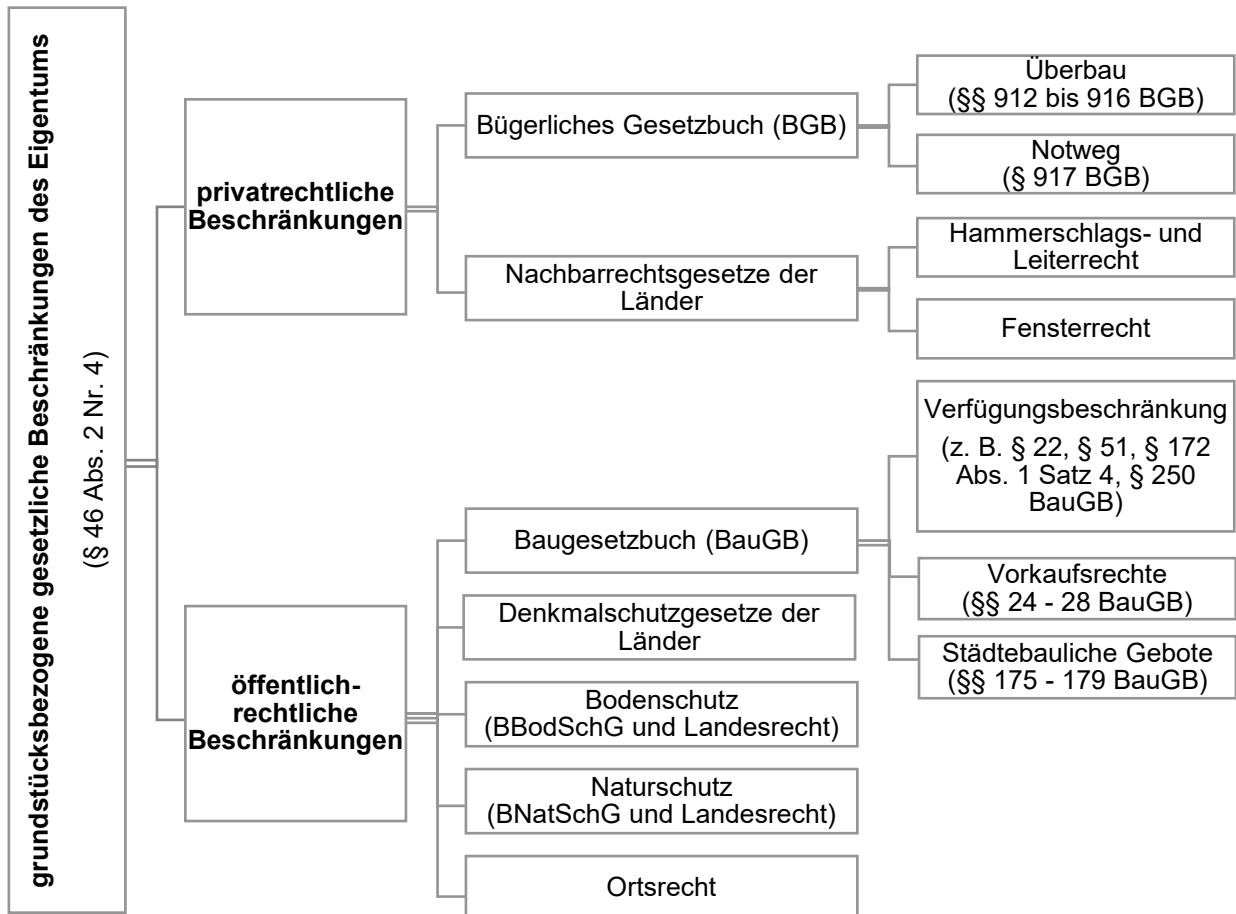 grundstücksbezogene gesetzliche Beschränkungen des Eigentums
(§ 46 Abs. 2 Nr. 4)
privatrechtliche
Beschränkungen
Bügerliches Gesetzbuch (BGB)
Überbau
(§§ 912 bis 916 BGB)
Notweg
(§ 917 BGB)
Nachbarrechtsgesetze der
Länder
Hammerschlags- und
Leiterrecht
Fensterrecht
öffentlich-
rechtliche
Beschränkungen
Baugesetzbuch (BauGB)
Verfügungsbeschränkung
(z. B. § 22, § 51, § 172
Abs. 1 Satz 4, § 250
BauGB)
Vorkaufsrechte
(§§ 24 - 28 BauGB)
Städtebauliche Gebote
(§§ 175 - 179 BauGB)
Denkmalschutzgesetze der
Länder
Bodenschutz
(BBodSchG und Landesrecht)
Naturschutz
(BNatSchG und Landesrecht)
Ortsrecht